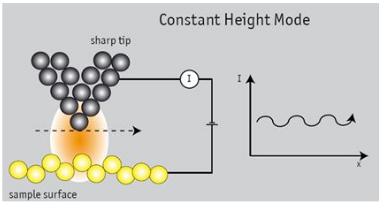 Constant Height Mode
sharp tip
I
I
x
sample surface